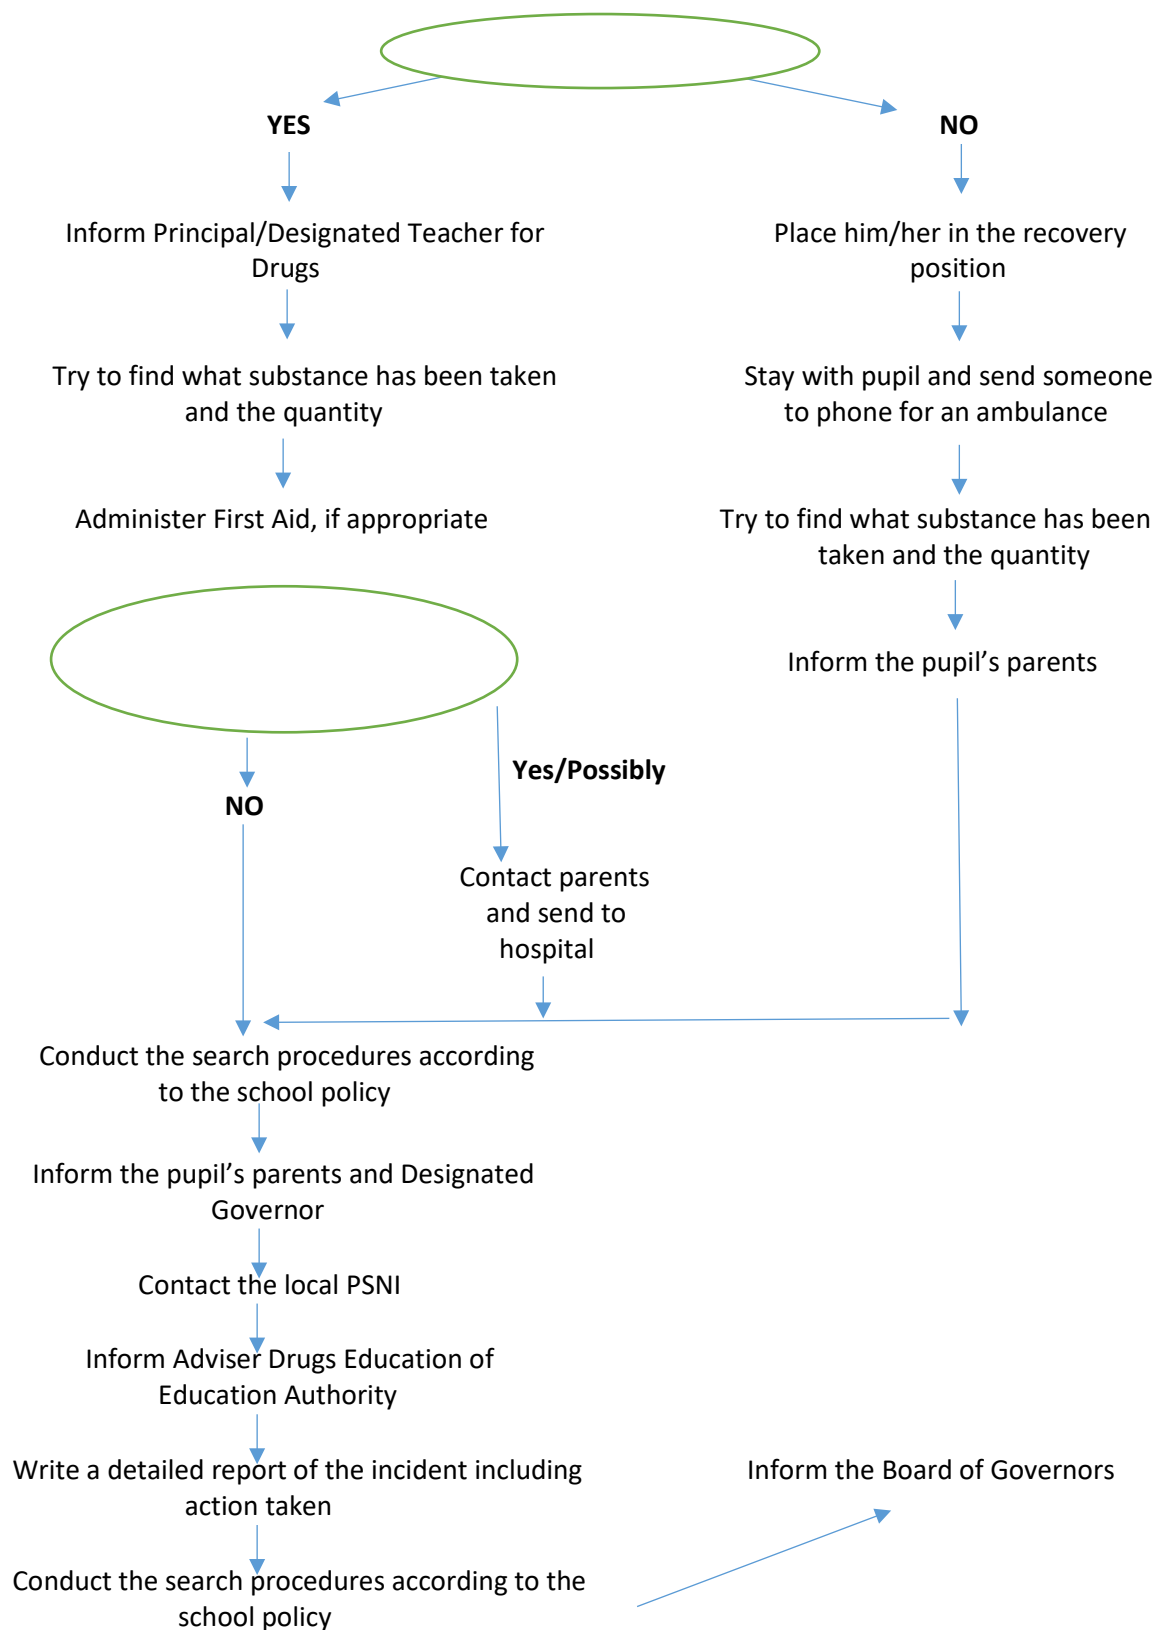 YES
NO
Inform Principal/Designated Teacher for
Drugs
Place him/her in the recovery
position
Try to find what substance has been taken
and the quantity
Stay with pupil and send someone
to phone for an ambulance
Administer First Aid, if appropriate
Try to find what substance has been
taken and the quantity
Inform the pupil’s parents
Yes/Possibly
NO
Contact parents
and send to
hospital
Conduct the search procedures according
to the school policy
Inform the pupil’s parents and Designated
Governor
Contact the local PSNI
Inform Adviser Drugs Education of
Education Authority
Write a detailed report of the incident including
action taken
Inform the Board of Governors
Conduct the search procedures according to the
school policy